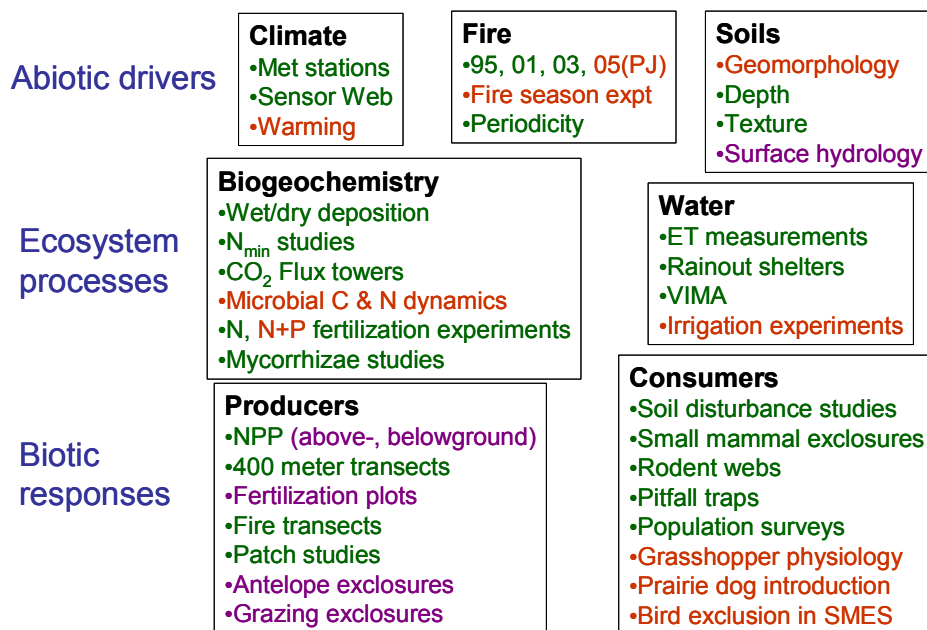 Abiotic drivers
Climate
•Met stations
•Sensor Web
•Warming
Fire
•95, 01, 03, 05(PJ)
•Fire season expt
•Periodicity
Soils
•Geomorphology
•Depth
•Texture
•Surface hydrology
Ecosystem
processes
Biogeochemistry
•Wet/dry deposition
•Nmin studies
•CO2 Flux towers
•Microbial C & N dynamics
•N, N+P fertilization experiments
•Mycorrhizae studies
Water
•ET measurements
•Rainout shelters
•VIMA
•Irrigation experiments
Biotic
responses
Producers
•NPP (above-, belowground)
•400 meter transects
•Fertilization plots
•Fire transects
•Patch studies
•Antelope exclosures
•Grazing exclosures
Consumers
•Soil disturbance studies
•Small mammal exclosures
•Rodent webs
•Pitfall traps
•Population surveys
•Grasshopper physiology
•Prairie dog introduction
•Bird exclusion in SMES